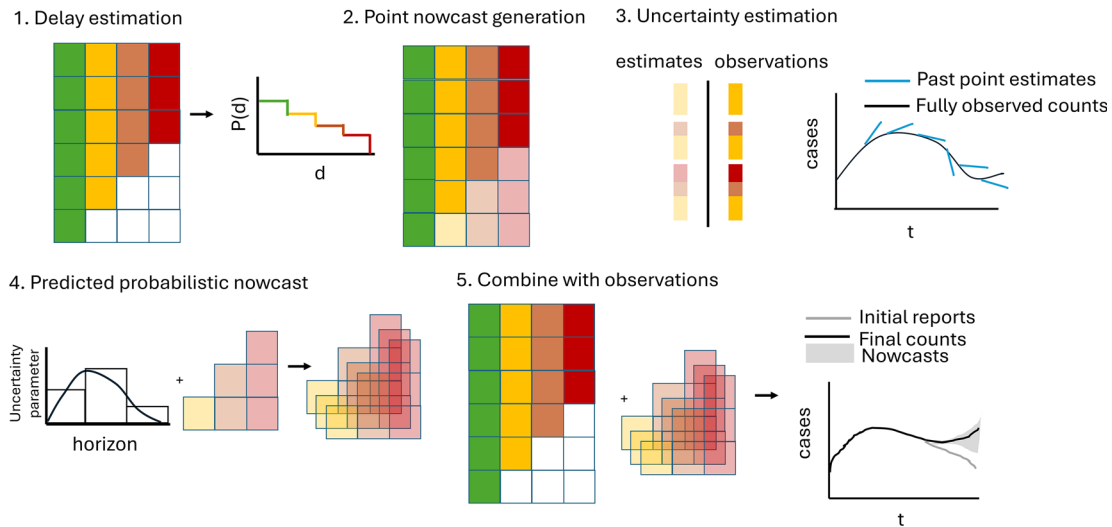 1. Delay estimation
P(d)
d
2. Point nowcast generation
3. Uncertainty estimation
estimates
observations
Past point estimates
Fully observed counts
cases
t
4. Predicted probabilistic nowcast
Uncertainty
parameter
horizon
+
5. Combine with observations
+
Initial reports
Final counts
Nowcasts
cases
t